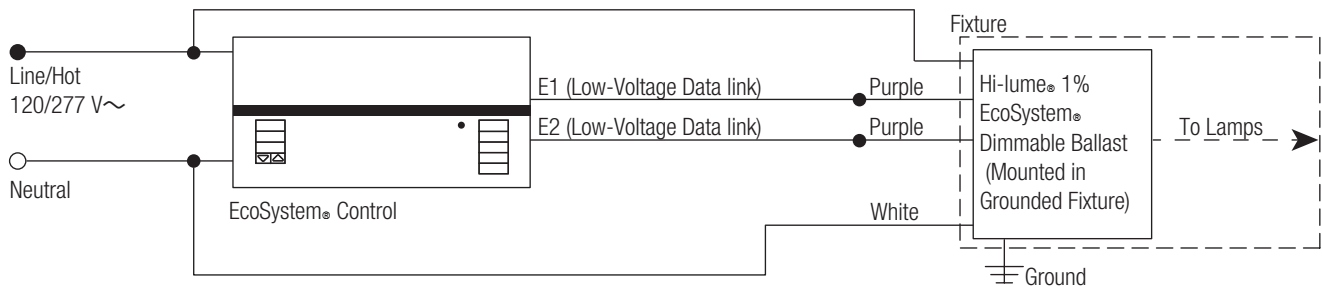 Fixture
Line/Hot
120/277 V~
Neutral
EcoSystem® Control
E1 (Low-Voltage Data link)
E2 (Low-Voltage Data link)
Purple
Purple
White
Hi-lume® 1%
EcoSystem®
Dimmable Ballast
(Mounted in
Grounded Fixture)
To Lamps
Ground